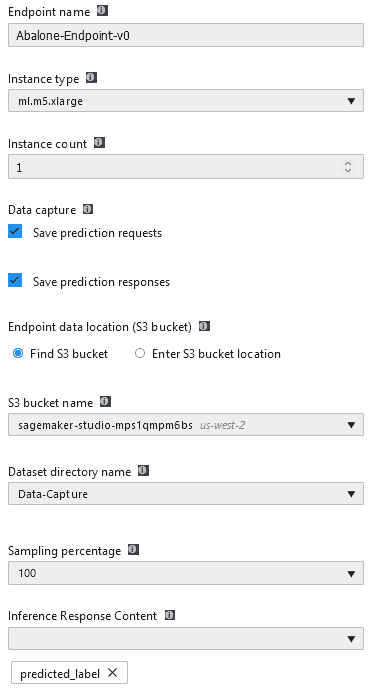 Endpoint name
Abalone-Endpoint-v0
Instance type
ml.m5.xlarge
Instance count
1
Data capture
Save prediction requests
Save prediction responses
Endpoint data location (S3 bucket)
Find S3 bucket Enter S3 bucket location
S3 bucket name
sagemaker-studio-mps1qmpm6bs us-west-2
Dataset directory name
Data-Capture
Sampling percentage
100
Inference Response Content
predicted_label